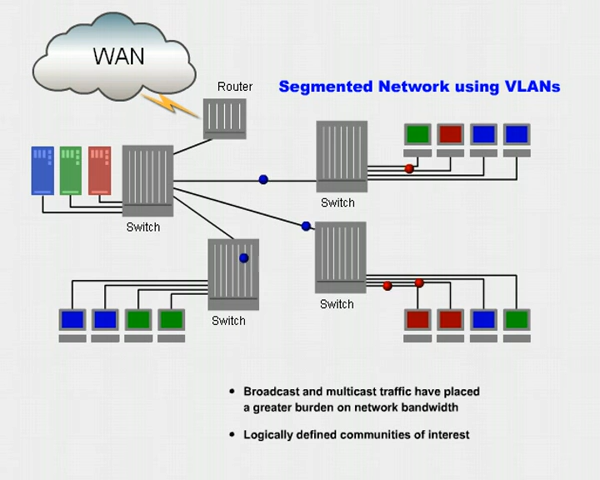 WAN
Router
Segmented Network using VLANs
Switch
Switch
Switch
Switch
• Broadcast and multicast traffic have placed
a greater burden on network bandwidth
• Logically defined communities of interest